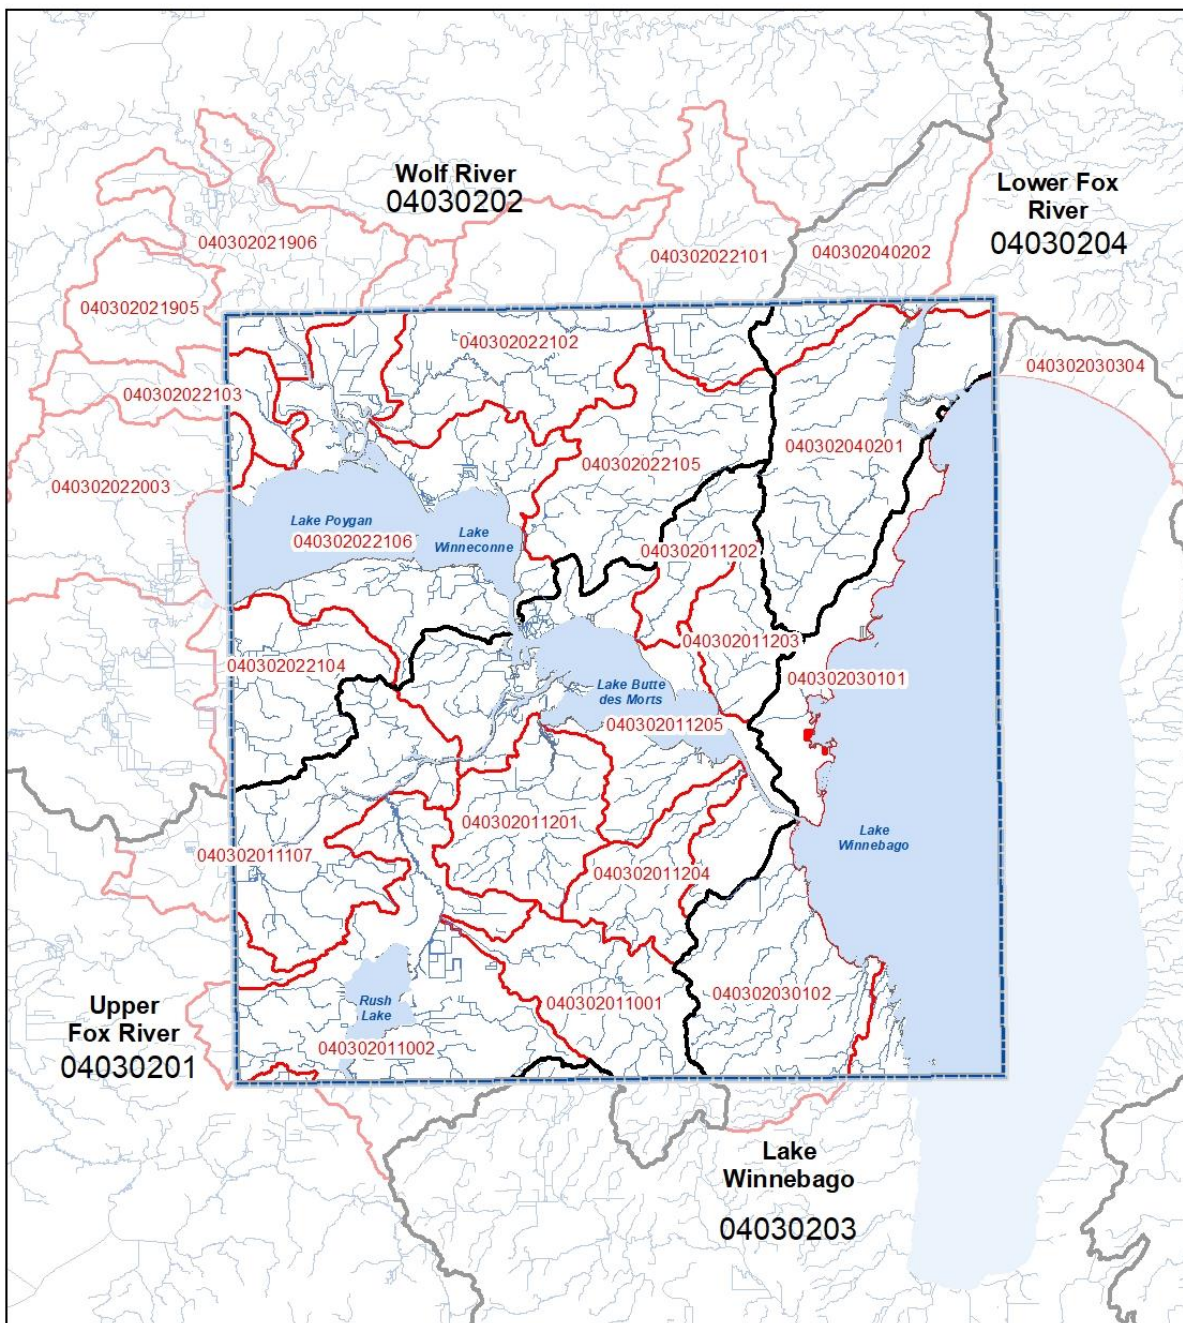 Wolf River
04030202
Lower Fox
River
04030204
040302021906
040302022101
040302040202
040302021905
040302022102
040302030304
040302022103
040302040201
040302022105
040302022003
Lake Poygan
040302022106
Lake
Winneconne
040302011202
040302011203
040302022104
040302030101
Lake Butte
des Morts
040302011205
040302011201
Lake
Winnebago
040302011107
040302011204
040302030102
Rush
Lake
040302011001
040302011002
Upper
Fox River
04030201
Lake
Winnebago
04030203